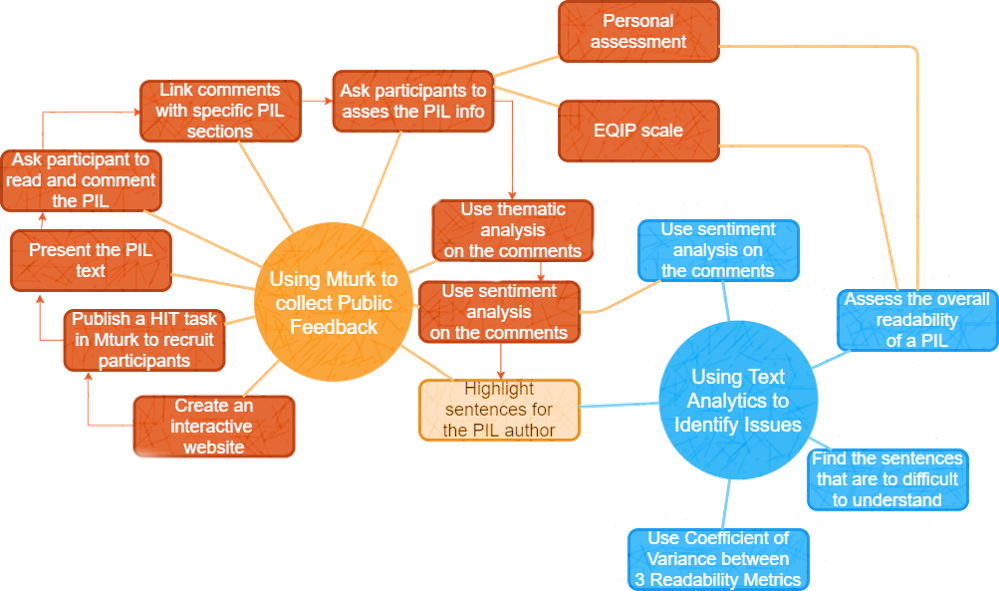 Personal
assessment
Link comments
with specific PIL
sections
Ask participants to
asses the PIL info
EQIP scale
Ask participant to
read and comment
the PIL
Use thematic
analysis
on the comments
Use sentiment
analysis on
the comments
Present the PIL
text
Using Mturk to
collect Public
Feedback
Use sentiment
analysis
on the comments
Assess the overall
readability
of a PIL
Publish a HIT task
in Mturk to recruit
participants
Using Text
Analytics to
Identify Issues
Highlight
sentences for
the PIL author
Create an
interactive
website
Find the sentences
that are to difficult
to understand
Use Coefficient of
Variance between
3 Readability Metrics